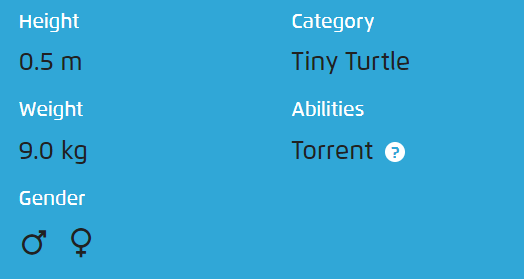 Height
0.5 m
Weight
9.0 kg
Gender
♂ ♀
Category
Tiny Turtle
Abilities
Torrent ?